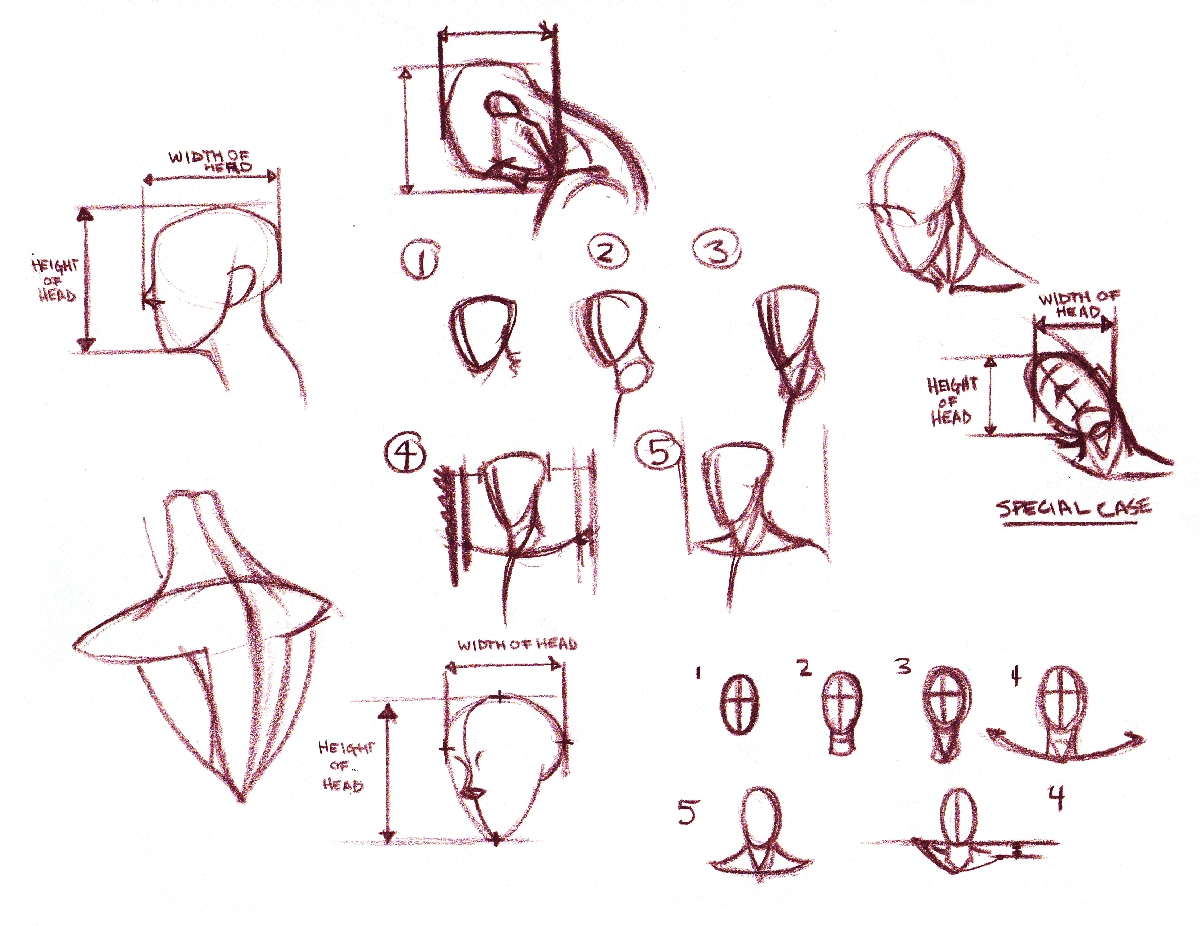 WIDTH OF
HEAD
HEIGHT
OF
HEAD
1
2
3
WIDTH OF
HEAD
HEIGHT
OF
HEAD
4
5
SPECIAL CASE
WIDTH OF HEAD
HEIGHT
OF
HEAD
1
2
3
4
5
4